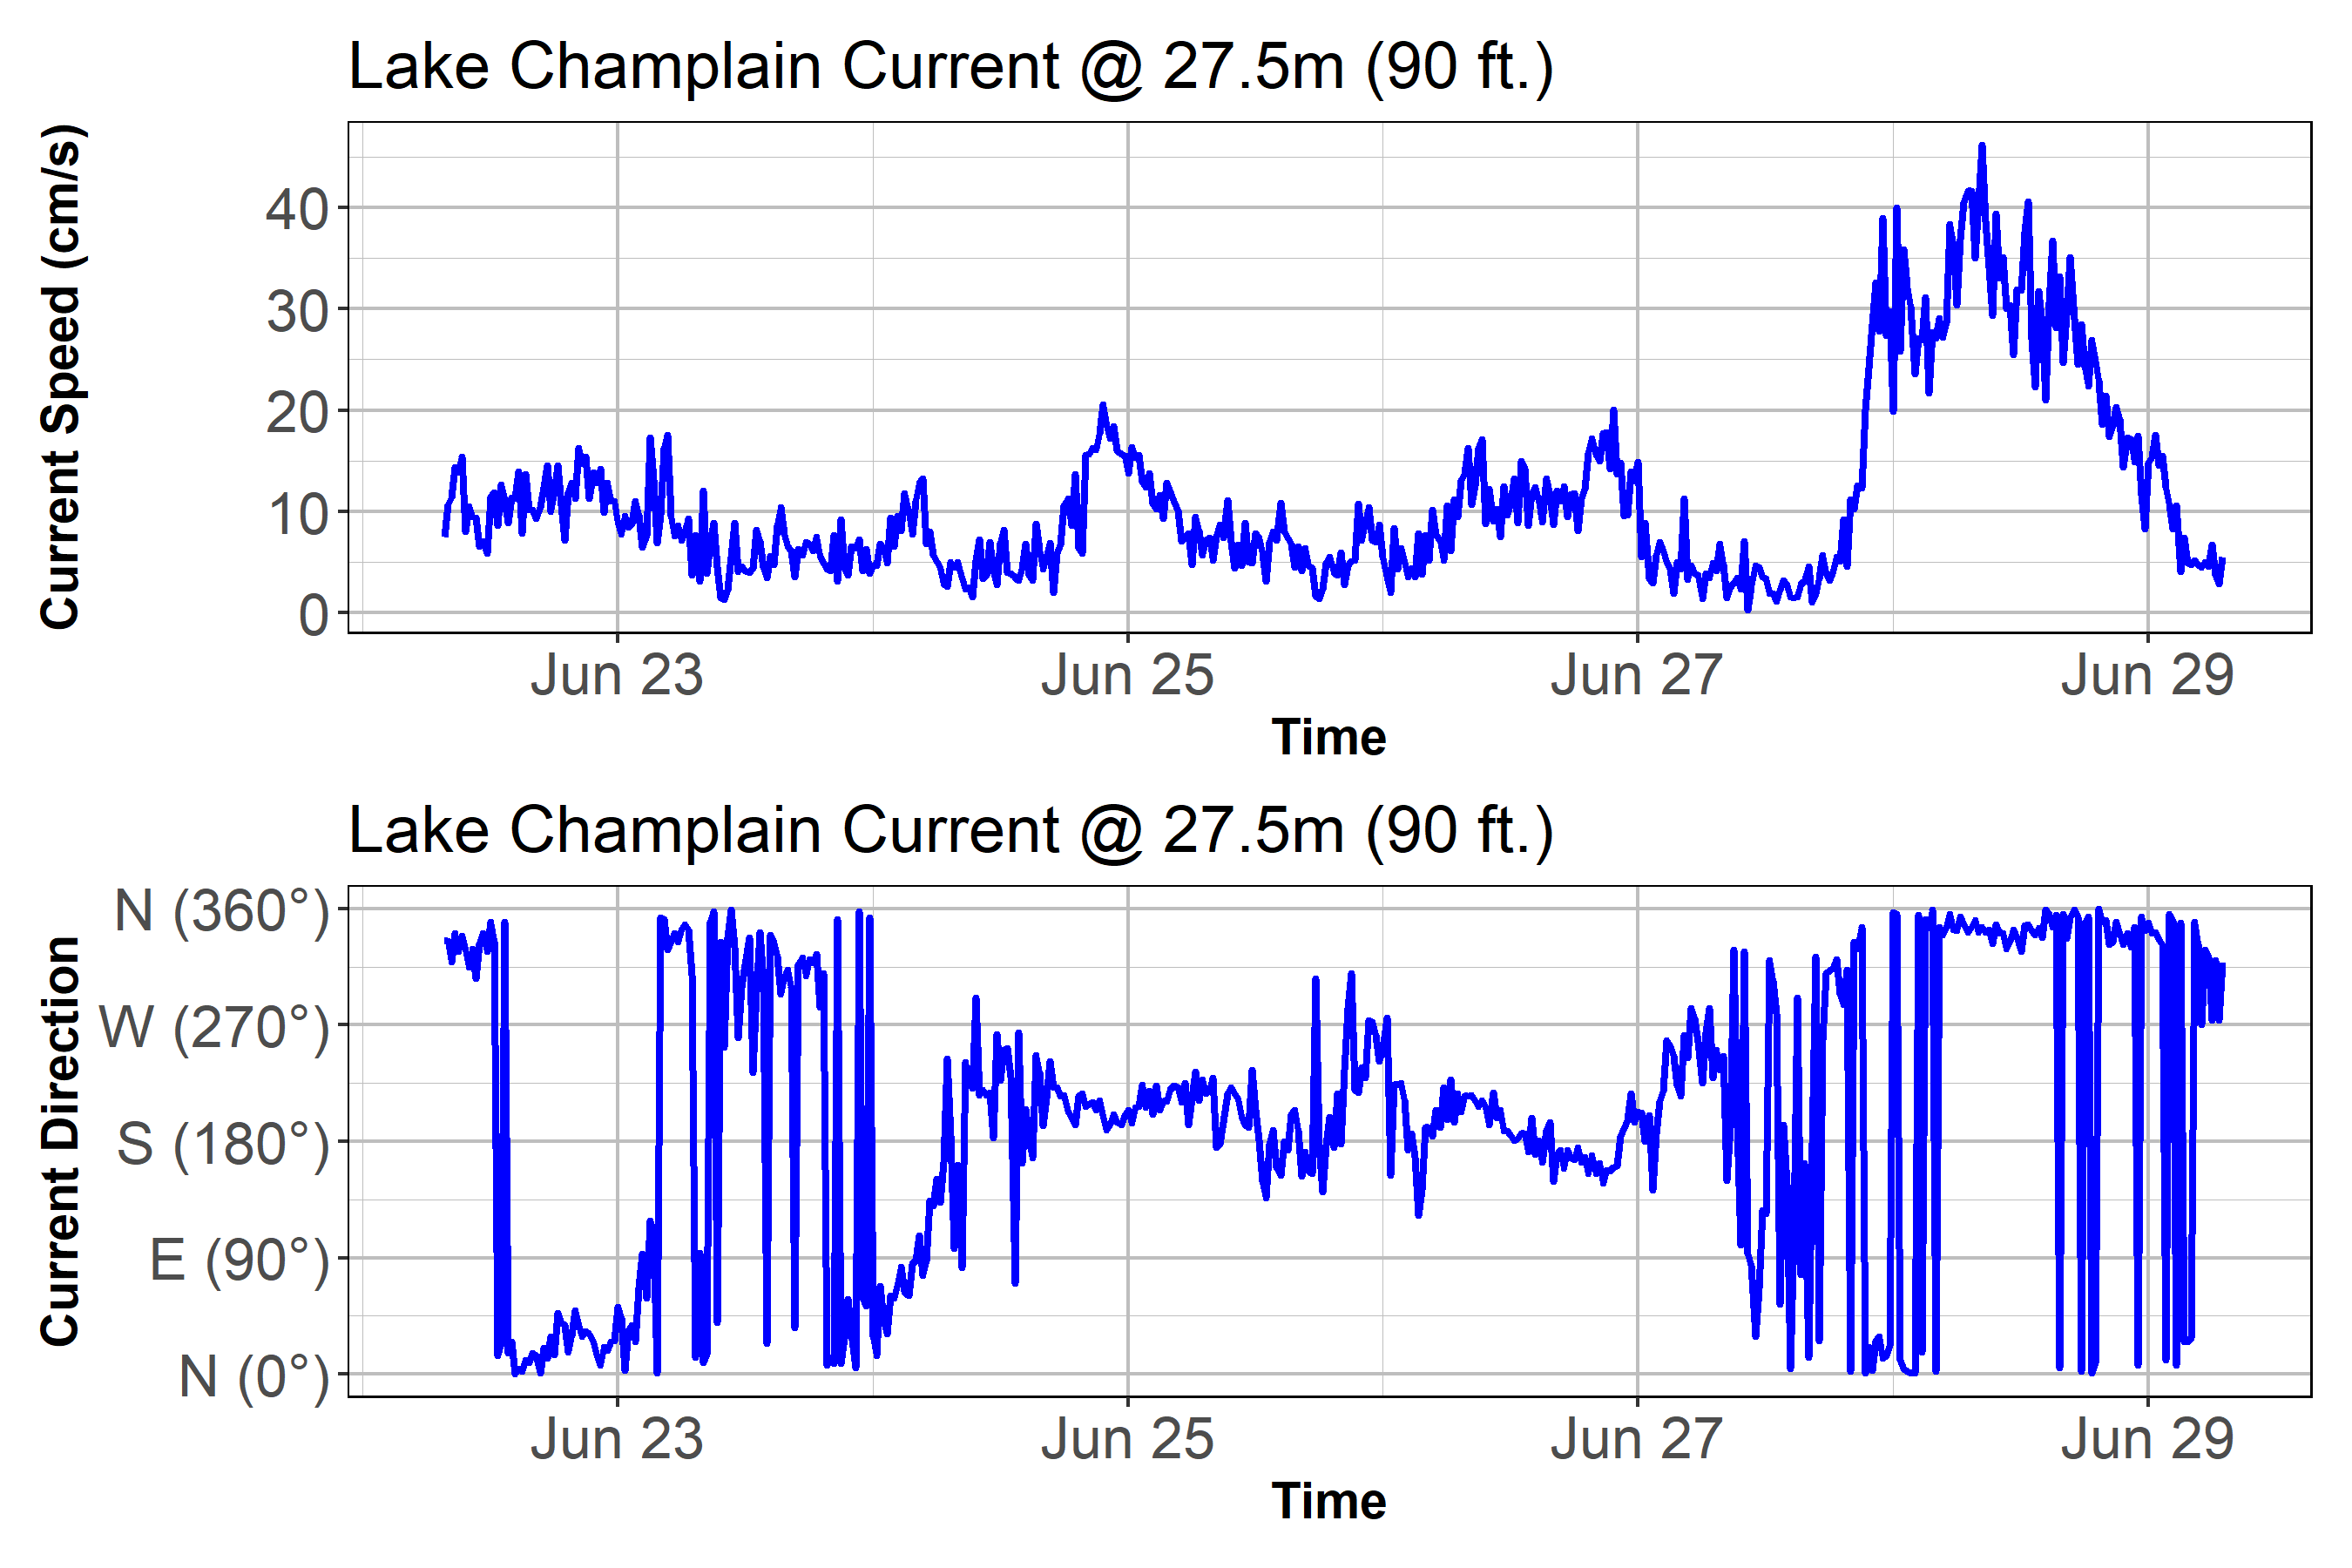 Lake Champlain Current @ 27.5m (90 ft.)
Current Speed (cm/s)
40
30
20
10
0
Jun 23 Jun 25 Jun 27 Jun 29
Time
Lake Champlain Current @ 27.5m (90 ft.)
Current Direction
N (360°)
W (270°)
S (180°)
E (90°)
N (0°)
Jun 23 Jun 25 Jun 27 Jun 29
Time